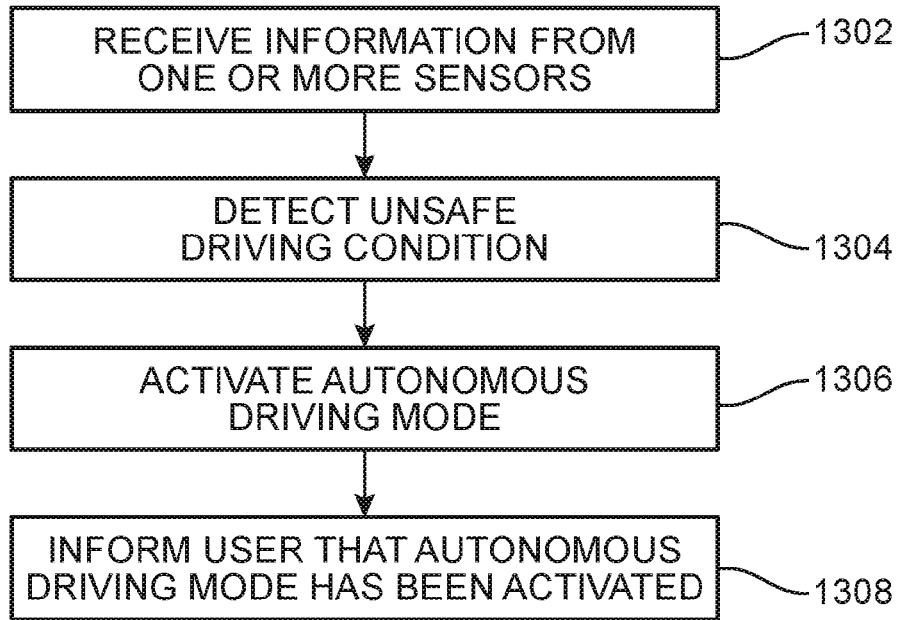 RECEIVE INFORMATION FROM
ONE OR MORE SENSORS
1302
DETECT UNSAFE
DRIVING CONDITION
1304
ACTIVATE AUTONOMOUS
DRIVING MODE
1306
INFORM USER THAT AUTONOMOUS
DRIVING MODE HAS BEEN ACTIVATED
1308